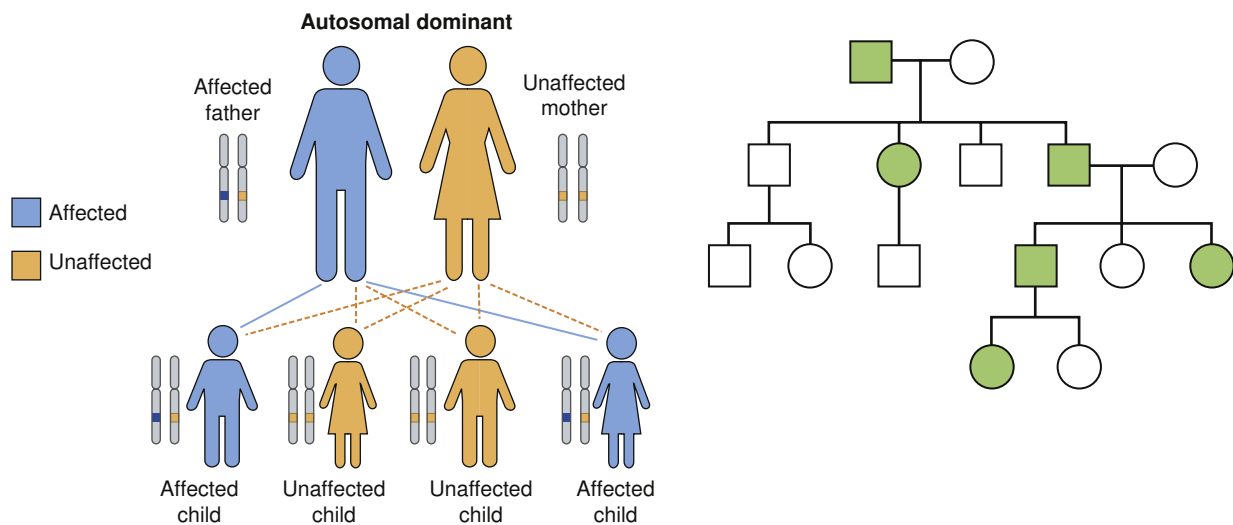 Autosomal dominant
Affected
father
Unaffected
mother
Affected
Unaffected
Affected
child
Unaffected
child
Unaffected
child
Affected
child